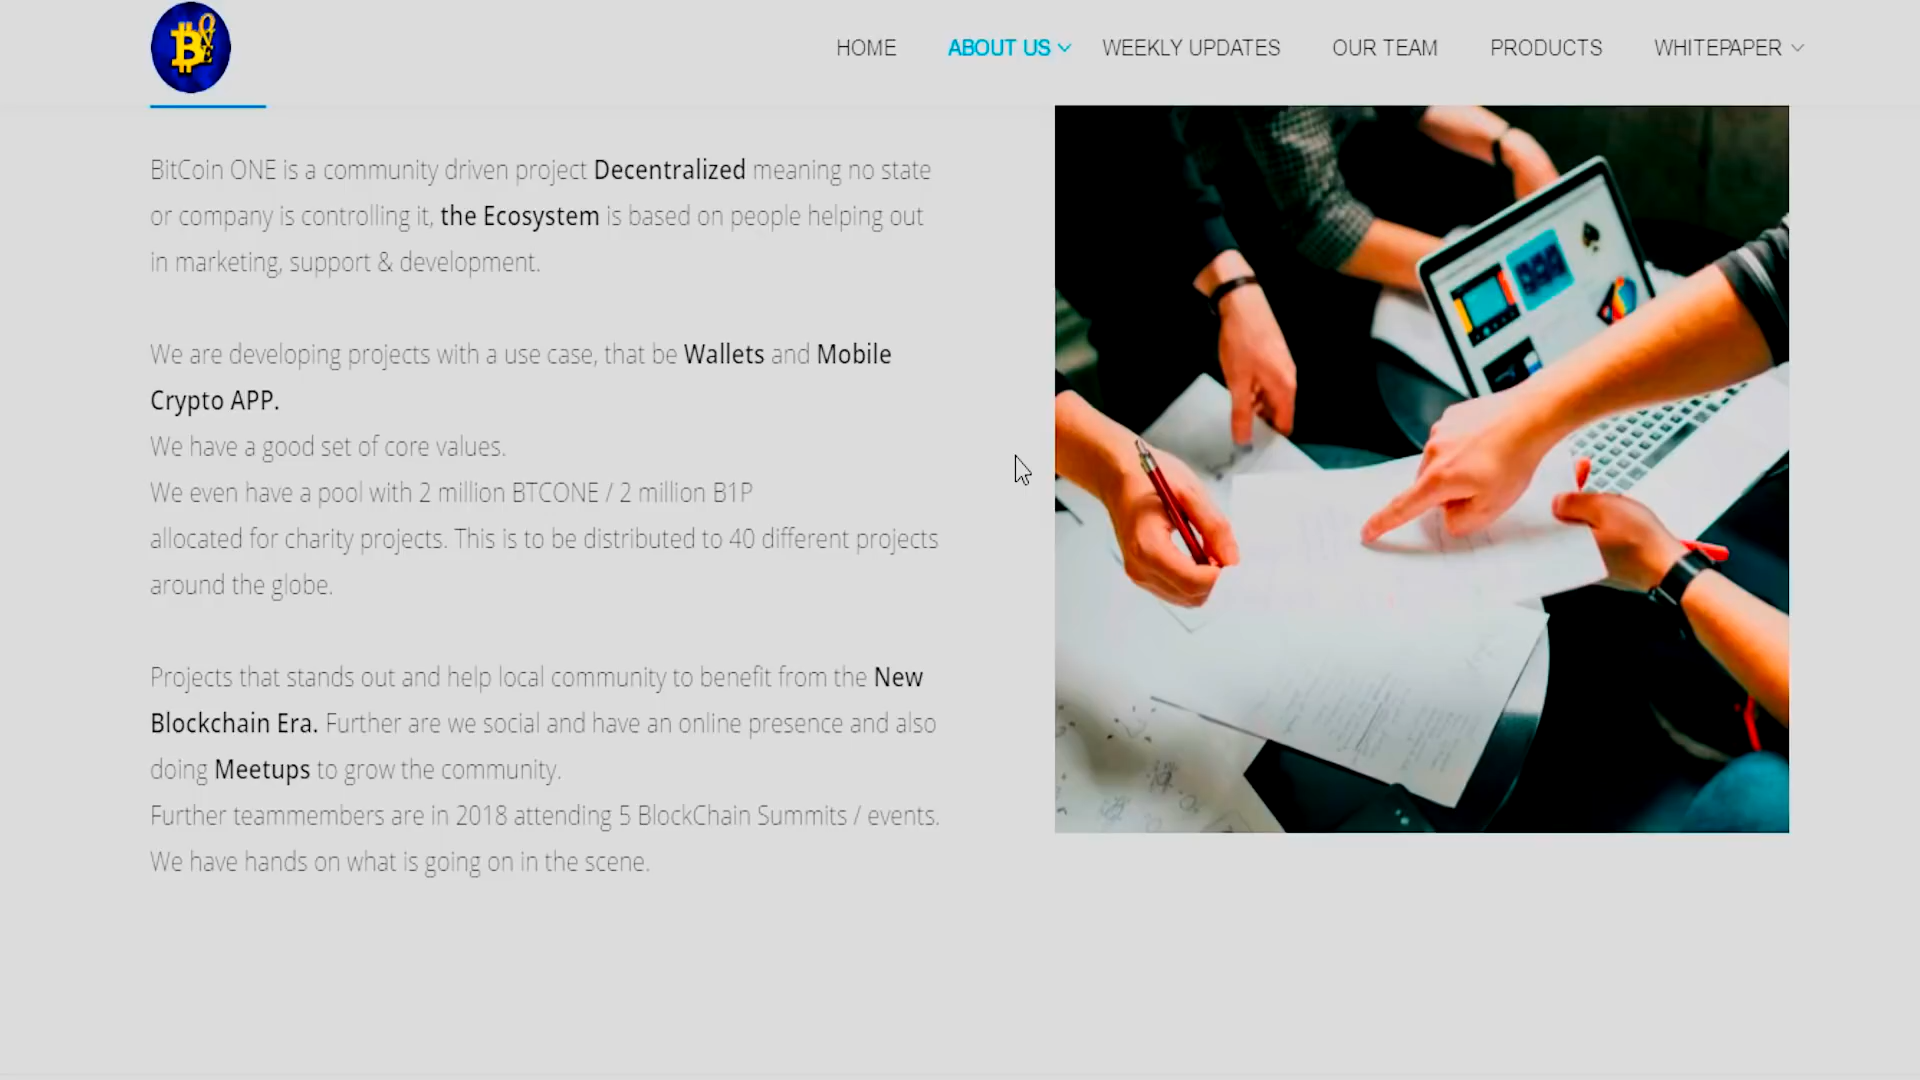 HOME ABOUT US WEEKLY UPDATES OUR TEAM PRODUCTS WHITEPAPER
BitCoin ONE is a community driven project Decentralized meaning no state
or company is controlling it, the Ecosystem is based on people helping out
in marketing, support & development.
We are developing projects with a use case, that be Wallets and Mobile
Crypto APP.
We have a good set of core values.
We even have a pool with 2 million BTCONE / 2 million B1P
allocated for charity projects. This is to be distributed to 40 different projects
around the globe.
Projects that stands out and help local community to benefit from the New
Blockchain Era. Further are we social and have an online presence and also
doing Meetups to grow the community.
Further teammembers are in 2018 attending 5 BlockChain Summits / events.
We have hands on what is going on in the scene.